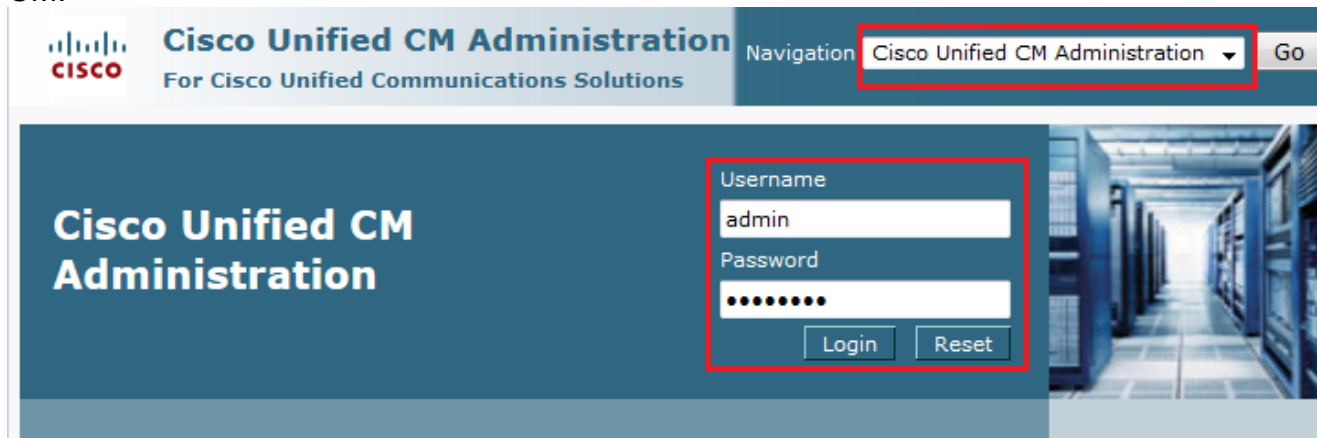 Cisco Unified CM Administration
For Cisco Unified Communications Solutions
CISCO
Navigation Cisco Unified CM Administration Go
Cisco Unified CM
Administration
Username
admin
Password
••••••••
Login Reset